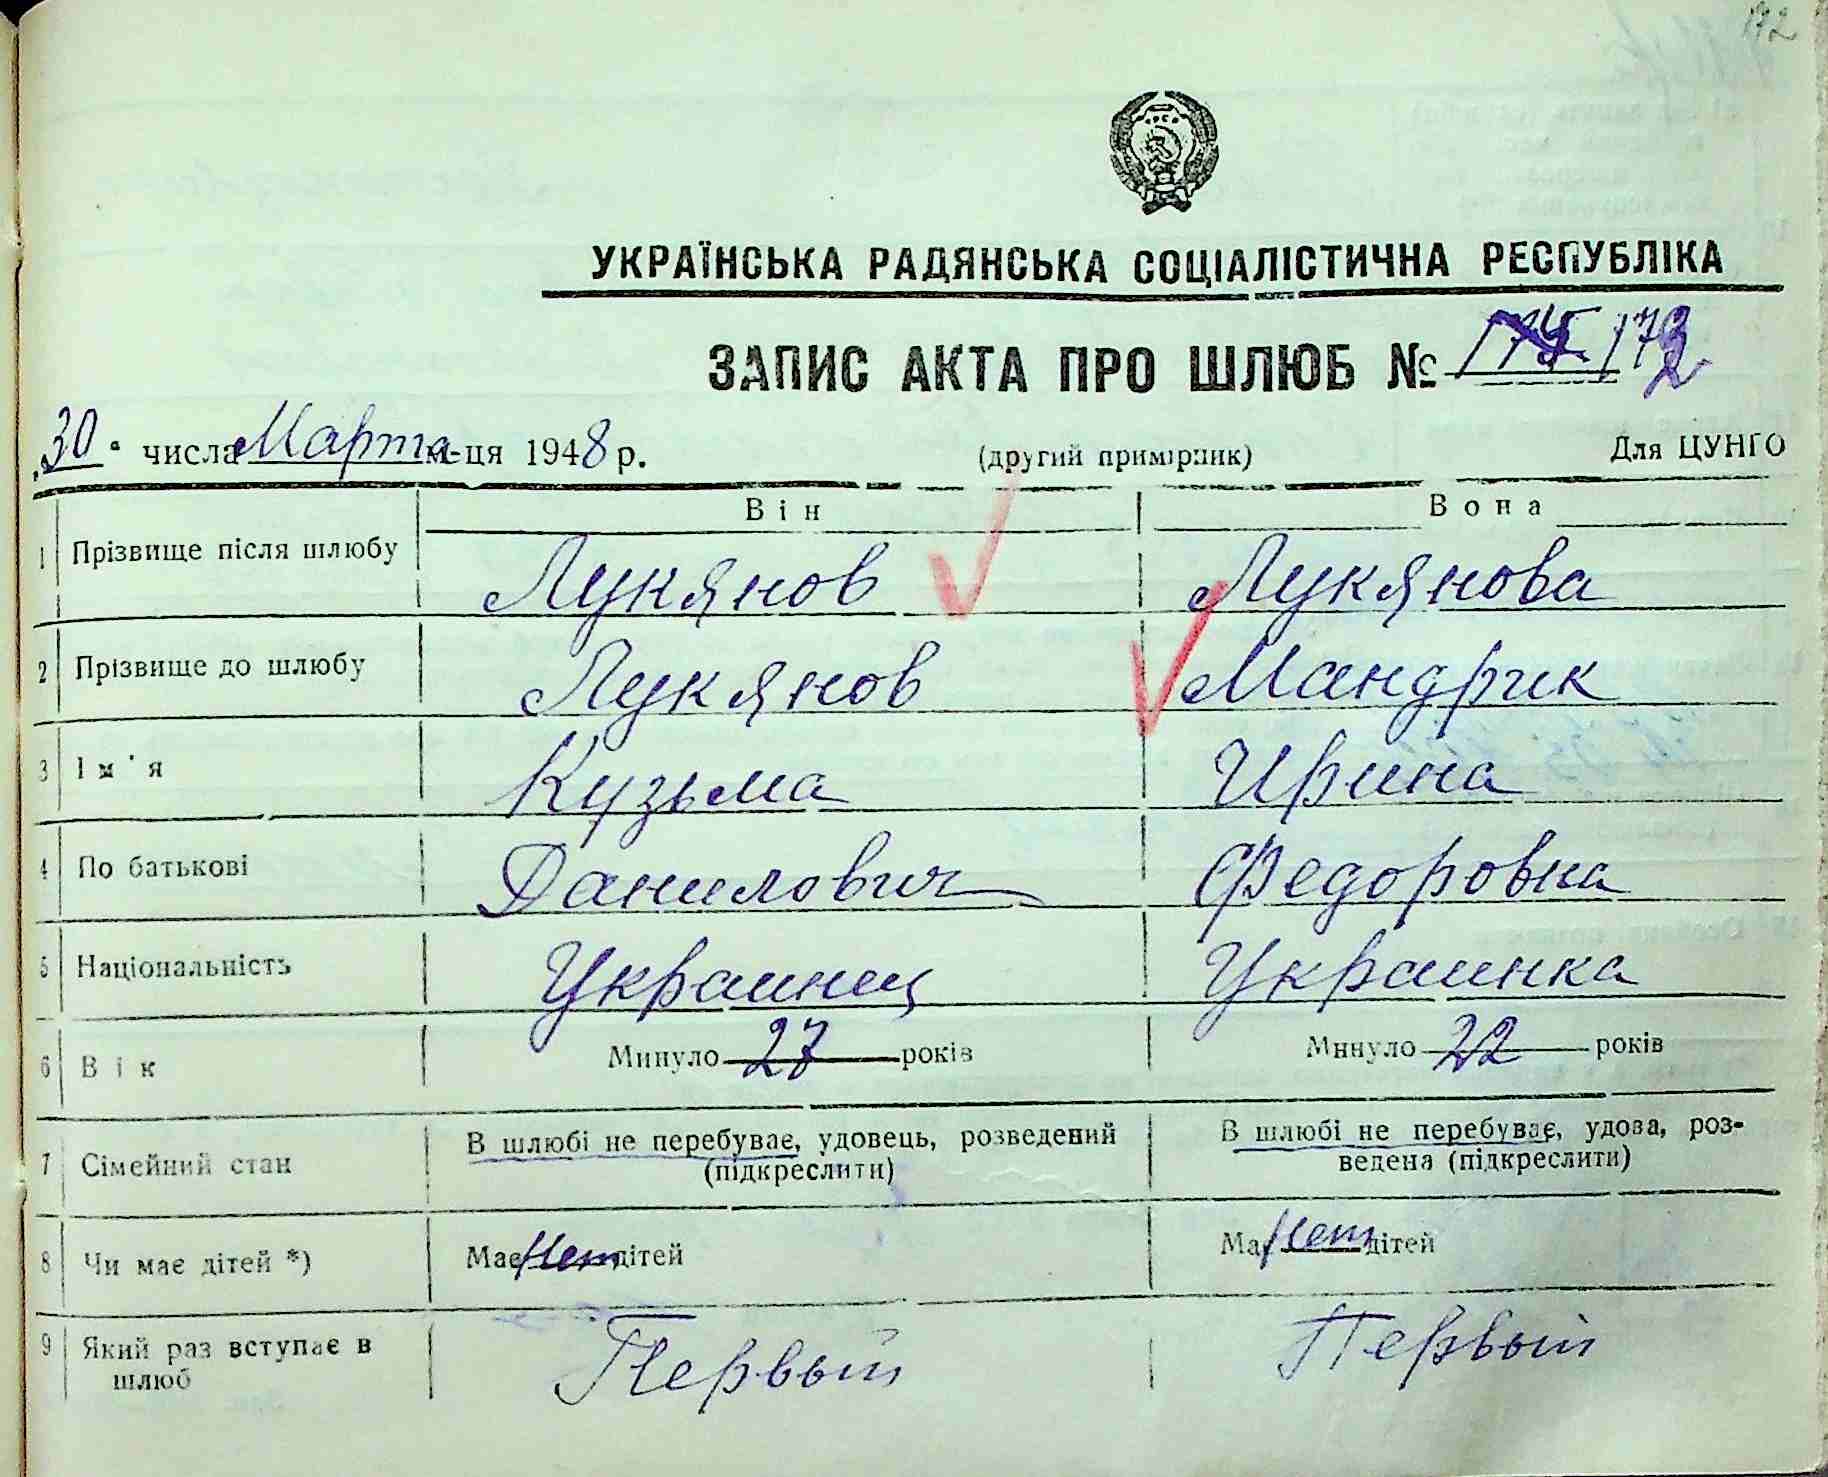 172
УКРАЇНСЬКА РАДЯНСЬКА СОЦІАЛІСТИЧНА РЕСПУБЛІКА
ЗАПИС АКТА ПРО ШЛЮБ № 172
30 числа Марта м-ця 1948 р. (другий примірник) Для ЦУНГО
Він Вона
1 Прізвище після шлюбу Лукянов Лукянова
2 Прізвище до шлюбу Лукянов Мандрик
3 Ім'я Кузьма Ирина
4 По батькові Данилович Федоровна
5 Національність Украинец Украинка
6 Вік Минуло 27 років Минуло 22 років
7 Сімейний стан В шлюбі не перебуває, удовець, розведений В шлюбі не перебуває, удова, роз-
(підкреслити) ведена (підкреслити)
8 Чи має дітей *) Має Нет дітей Має Нет дітей
9 Який раз вступає в Первый Первый
шлюб